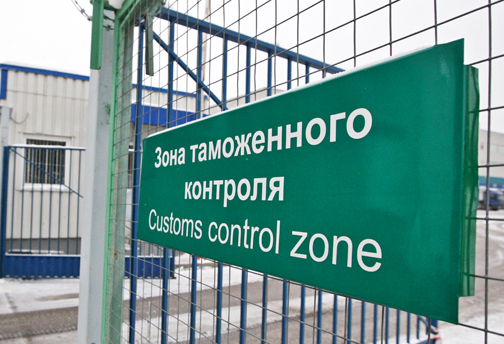 Зона таможенного
контроля
Customs control zone